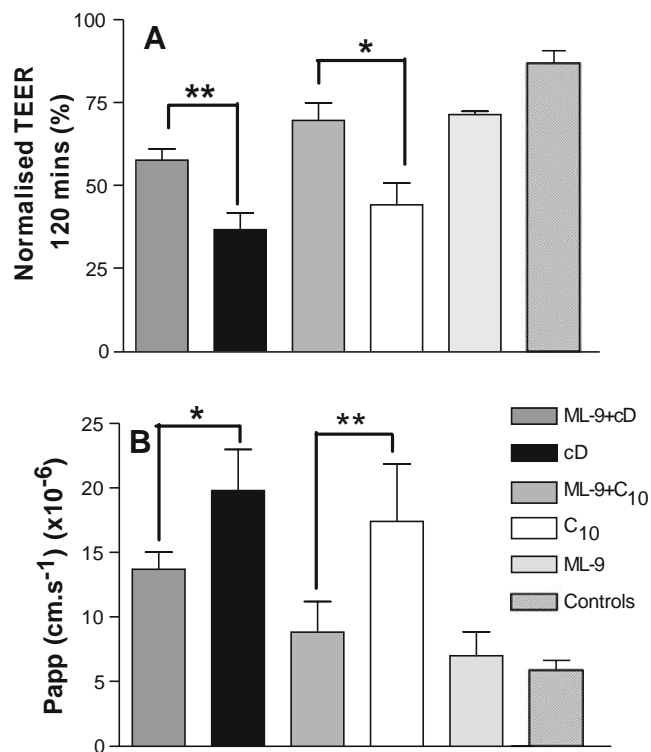 A
Normalised TEER
120 mins (%)
100
75
50
25
0
**
*
B
Papp (cm.s⁻¹) (x10⁻⁶)
25
20
15
10
5
0
*
**
ML-9+cD
cD
ML-9+C₁₀
C₁₀
ML-9
Controls